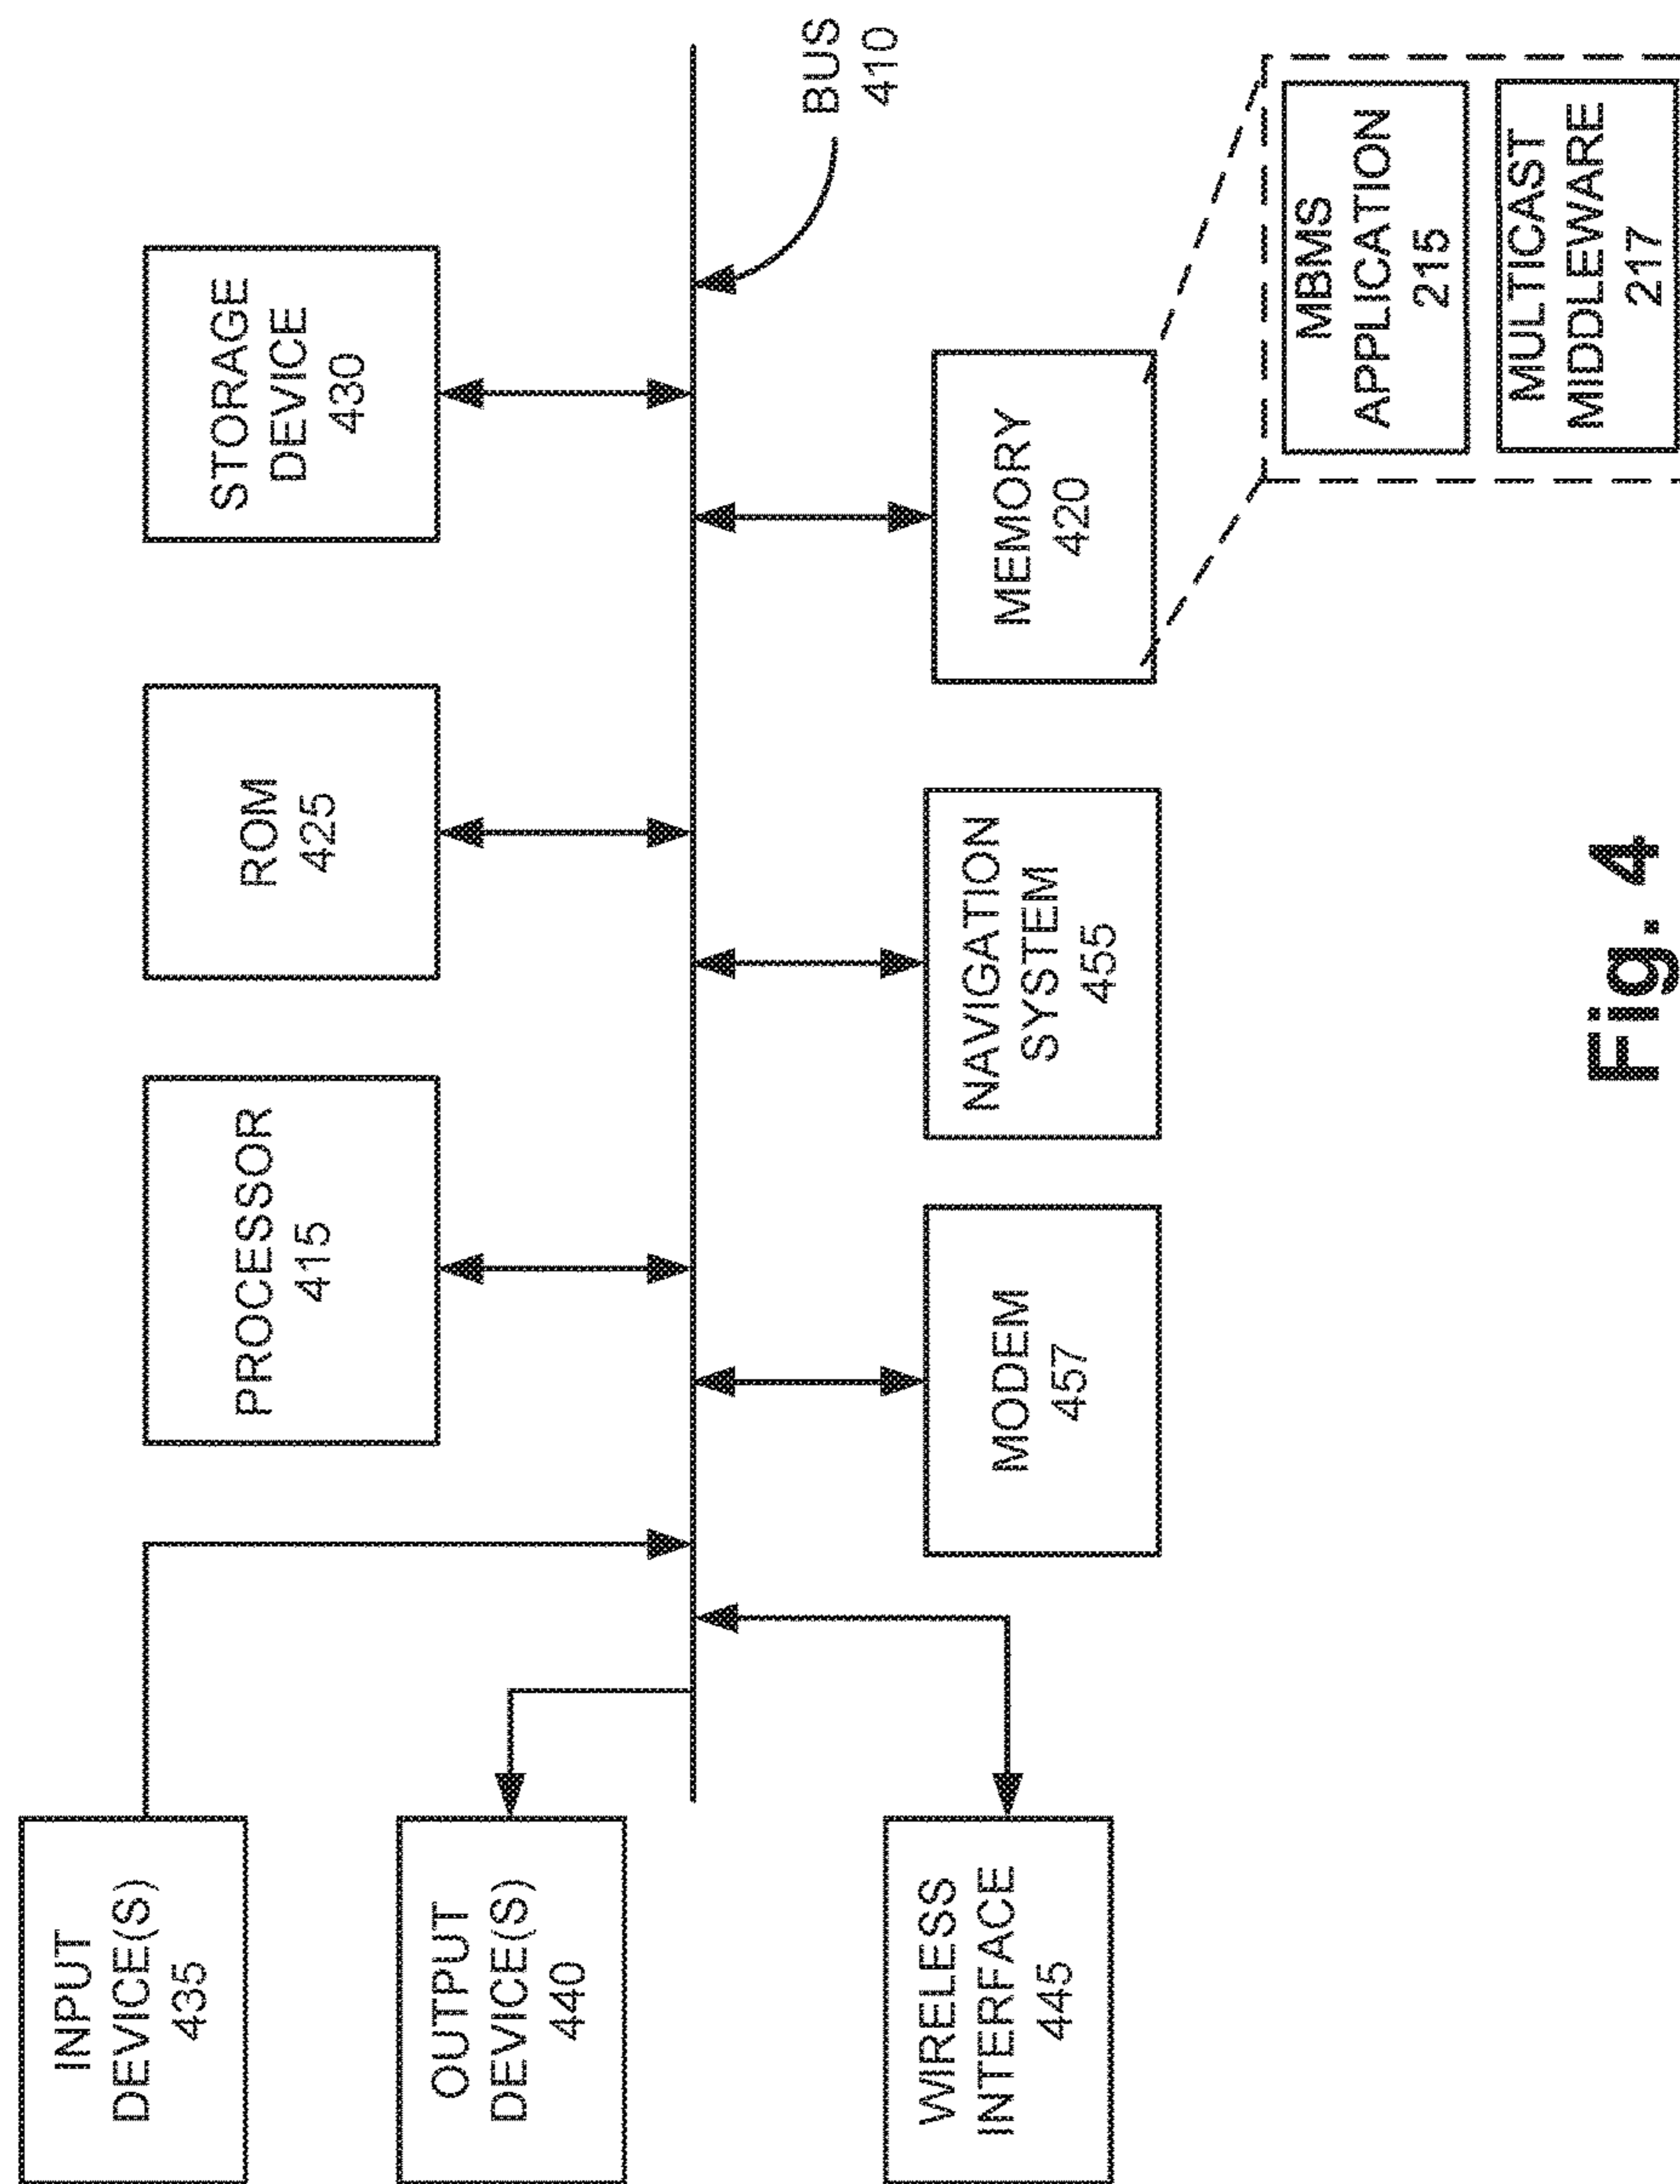 INPUT
DEVICE(S)
435
OUTPUT
DEVICE(S)
440
WIRELESS
INTERFACE
445
PROCESSOR
415
ROM
425
STORAGE
DEVICE
430
BUS
410
MODEM
457
NAVIGATION
SYSTEM
455
MEMORY
420
MBMS
APPLICATION
215
MULTICAST
MIDDLEWARE
217
Fig. 4